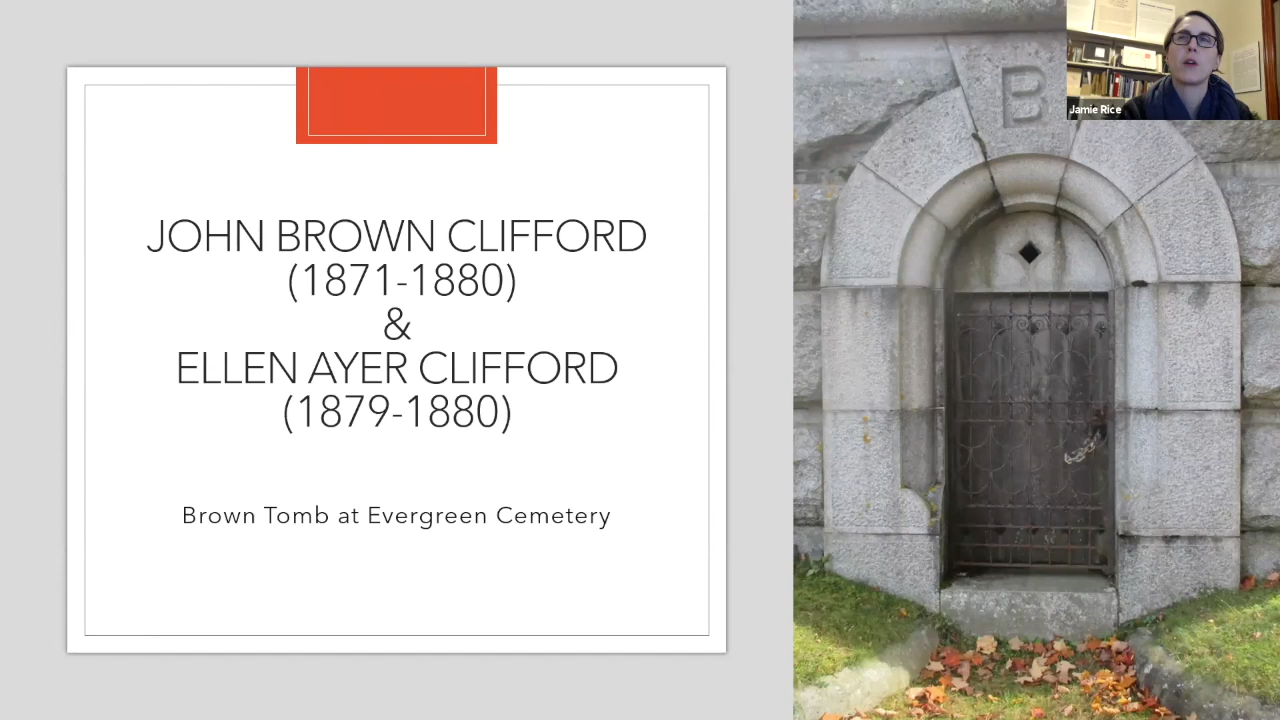 JOHN BROWN CLIFFORD
(1871-1880)
&
ELLEN AYER CLIFFORD
(1879-1880)
Brown Tomb at Evergreen Cemetery
B
Jamie Rice